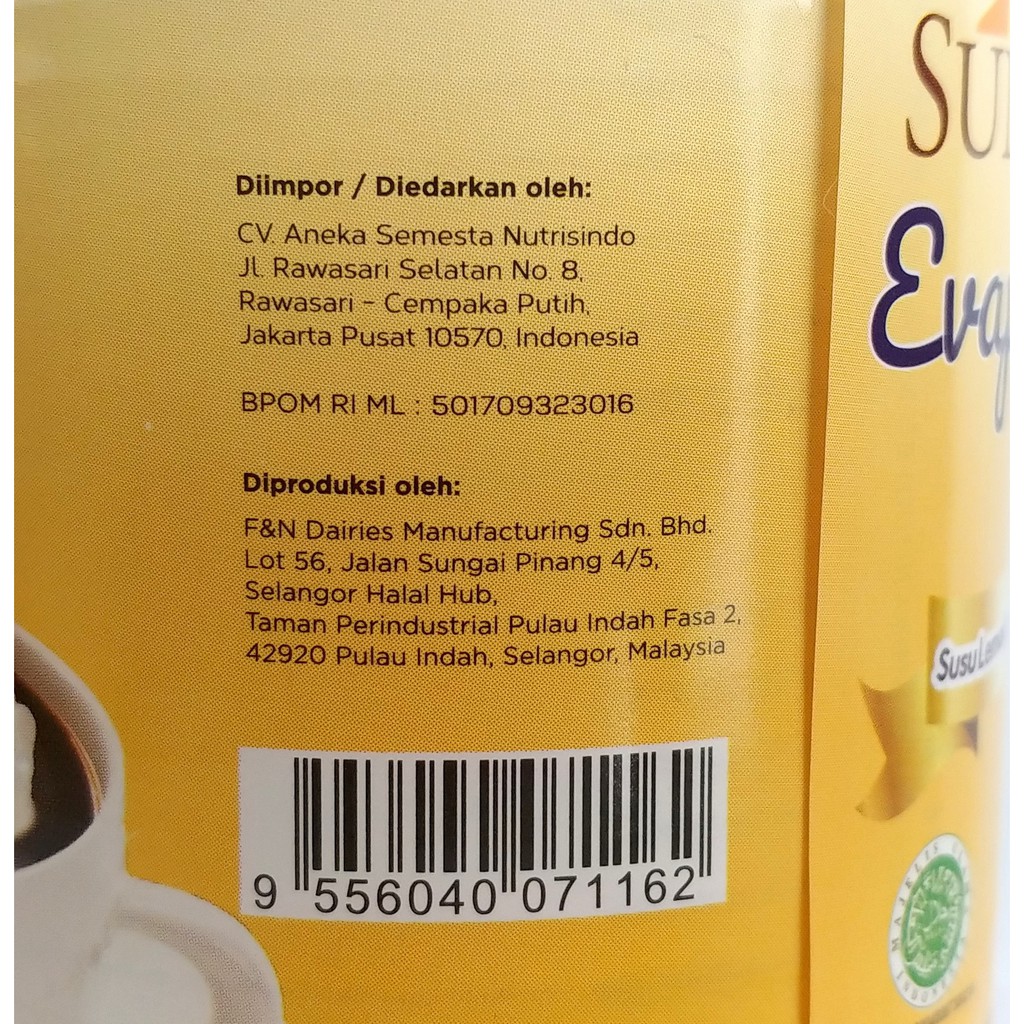 Diimpor / Diedarkan oleh:
CV. Aneka Semesta Nutrisindo
Jl. Rawasari Selatan No. 8,
Rawasari - Cempaka Putih,
Jakarta Pusat 10570, Indonesia
BPOM RI ML : 501709323016
Diproduksi oleh:
F&N Dairies Manufacturing Sdn. Bhd.
Lot 56, Jalan Sungai Pinang 4/5,
Selangor Halal Hub,
Taman Perindustrial Pulau Indah Fasa 2,
42920 Pulau Indah, Selangor, Malaysia
9 556040 071162
Susu
MAJELIS